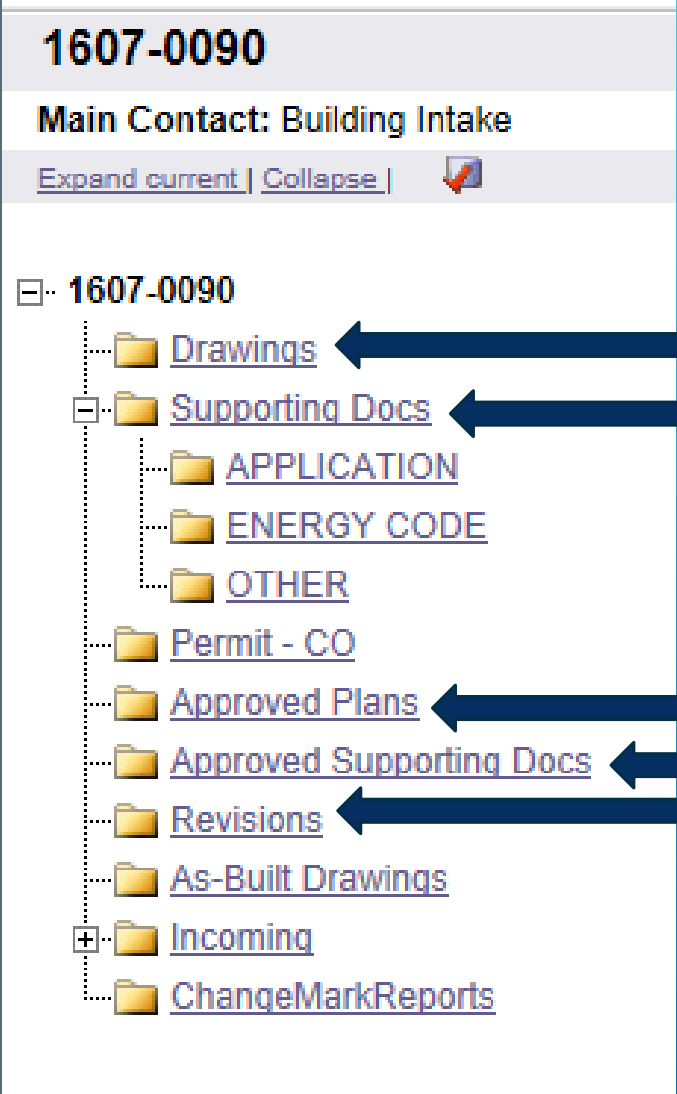 1607-0090
Main Contact: Building Intake
Expand current | Collapse |
1607-0090
Drawings
Supporting Docs
APPLICATION
ENERGY CODE
OTHER
Permit - CO
Approved Plans
Approved Supporting Docs
Revisions
As-Built Drawings
Incoming
ChangeMarkReports